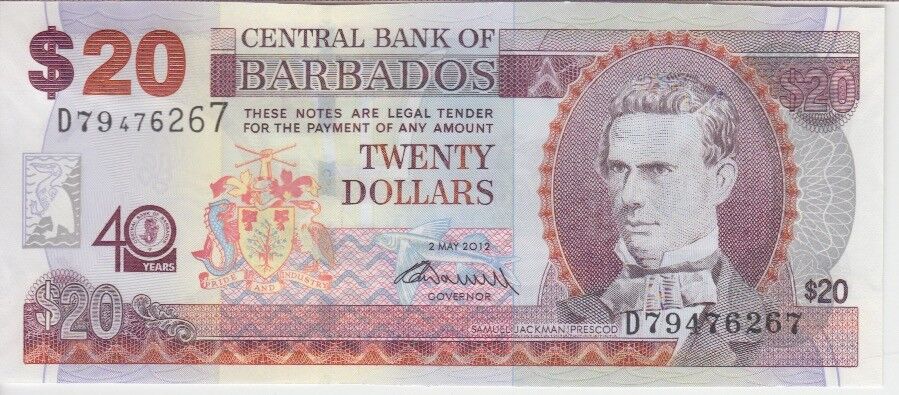 $20
CENTRAL BANK OF
BARBADOS
$20
D79476267
THESE NOTES ARE LEGAL TENDER
FOR THE PAYMENT OF ANY AMOUNT
TWENTY
DOLLARS
40
YEARS
PRIDE AND INDUSTRY
2 MAY 2012
GOVERNOR
$20
$20
SAMUEL JACKMAN PRESCOD
D79476267